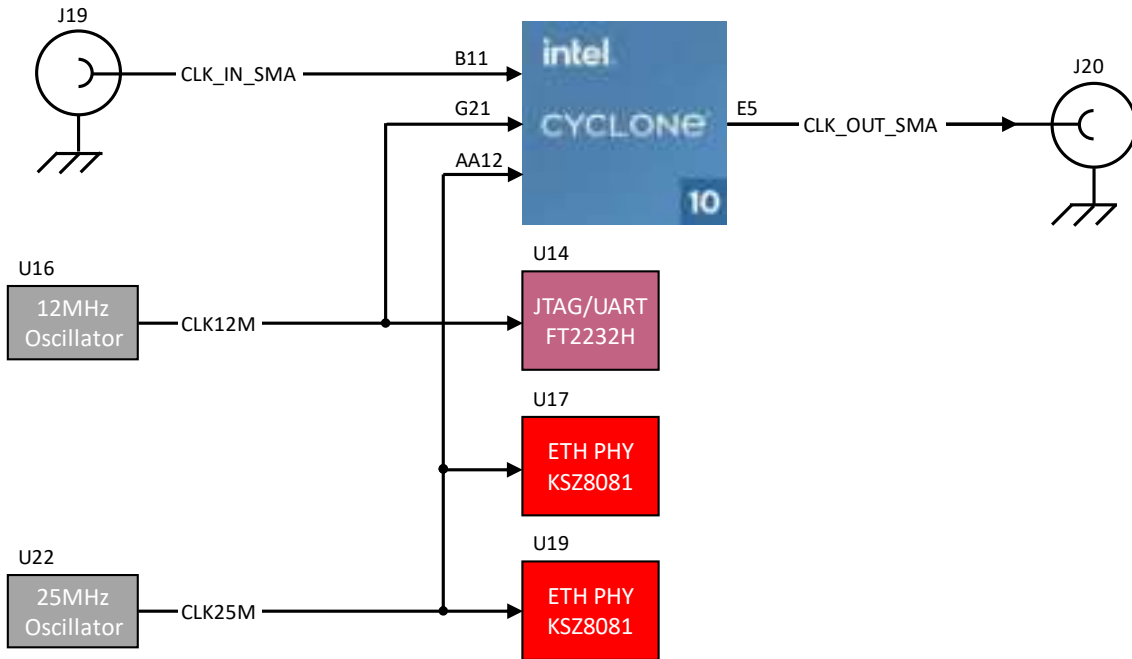 J19
CLK_IN_SMA
B11
G21
AA12
intel
CYCLONE
10
E5
CLK_OUT_SMA
J20
U16
12MHz
Oscillator
CLK12M
U14
JTAG/UART
FT2232H
U17
ETH PHY
KSZ8081
U22
25MHz
Oscillator
CLK25M
U19
ETH PHY
KSZ8081